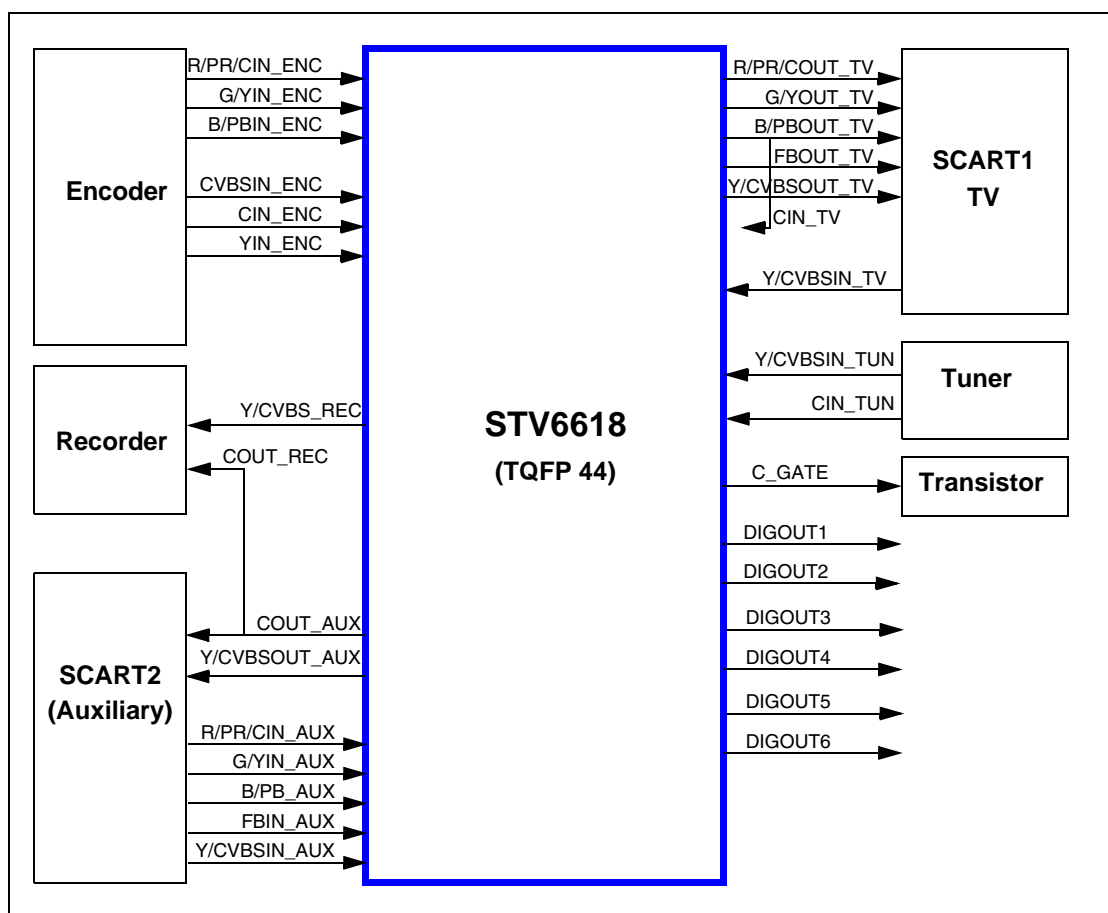 Encoder
R/PR/CIN_ENC
G/YIN_ENC
B/PBIN_ENC
CVBSIN_ENC
CIN_ENC
YIN_ENC
Recorder
Y/CVBS_REC
COUT_REC
SCART2
(Auxiliary)
COUT_AUX
Y/CVBSOUT_AUX
R/PR/CIN_AUX
G/YIN_AUX
B/PB_AUX
FBIN_AUX
Y/CVBSIN_AUX
STV6618
(TQFP 44)
R/PR/COUT_TV
G/YOUT_TV
B/PBOUT_TV
FBOUT_TV
Y/CVBSOUT_TV
CIN_TV
Y/CVBSIN_TV
SCART1
TV
Y/CVBSIN_TUN
CIN_TUN
Tuner
C_GATE
Transistor
DIGOUT1
DIGOUT2
DIGOUT3
DIGOUT4
DIGOUT5
DIGOUT6